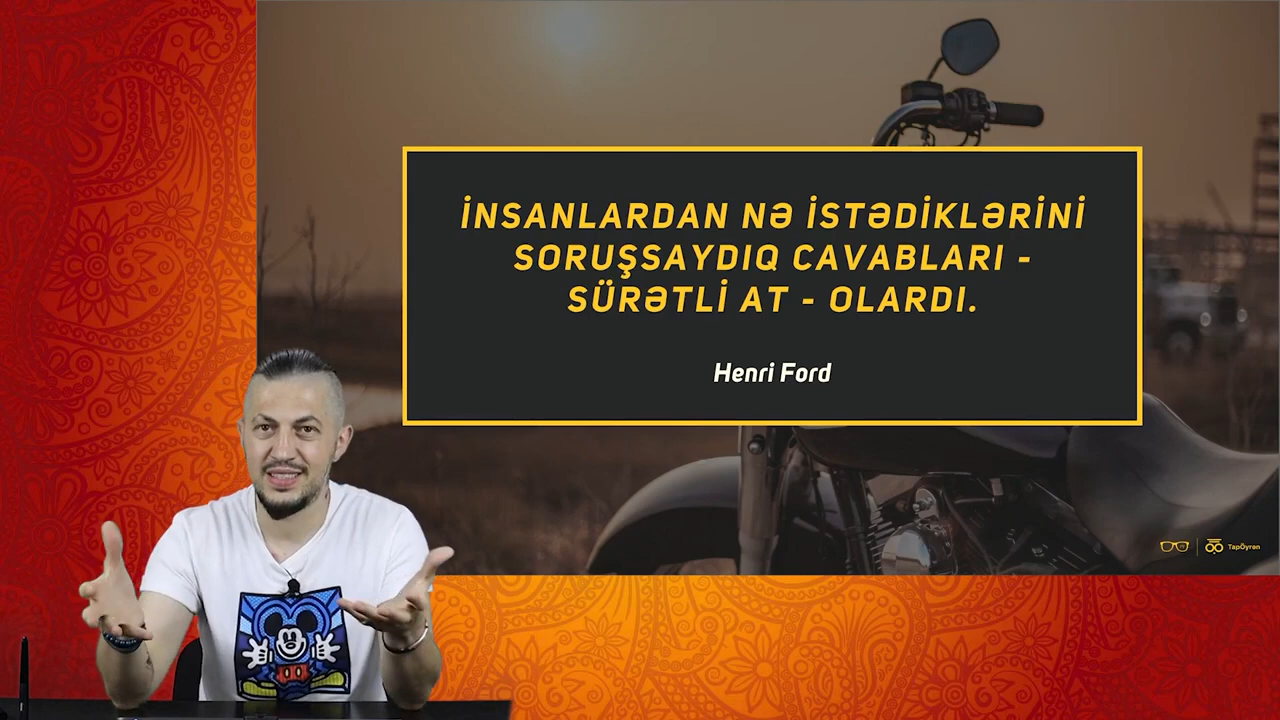 İNSANLARDAN NƏ İSTƏDİKLƏRİNİ
SORUŞSAYDIQ CAVABLARI -
SÜRƏTLİ AT - OLARDI.
Henri Ford
TapÖyrən